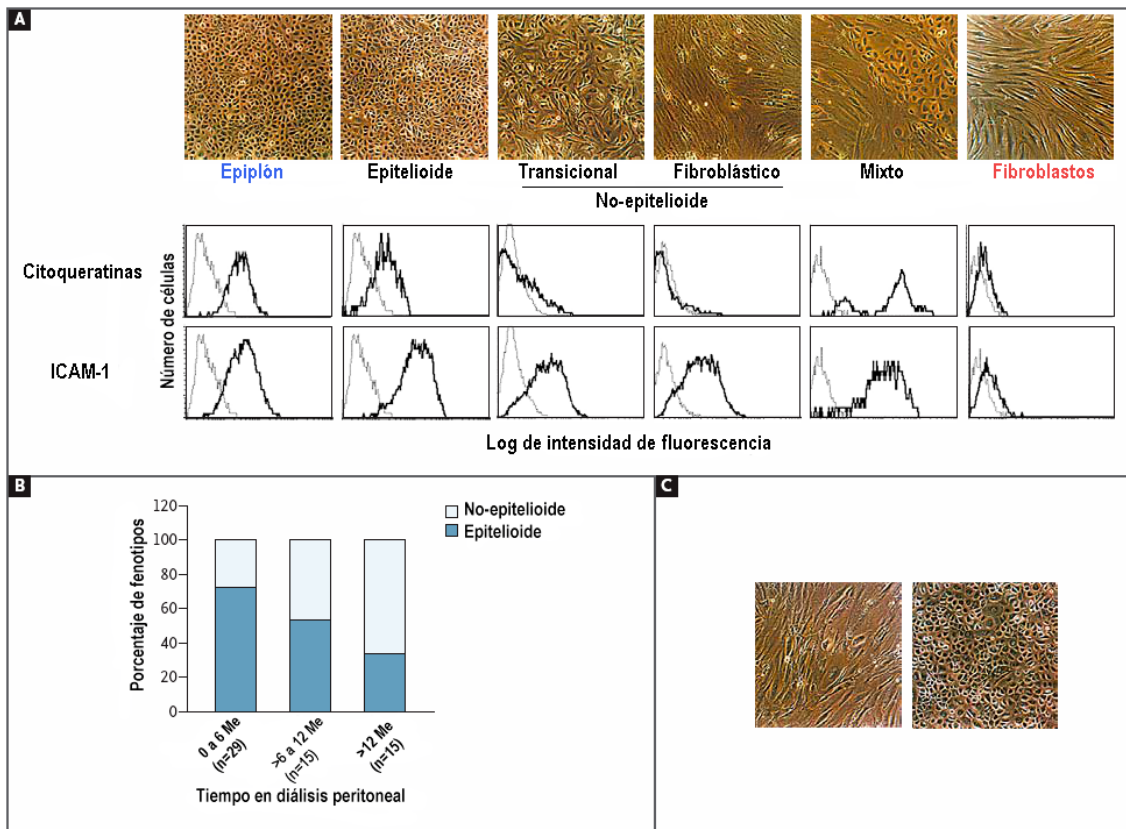 A
Epiplón
Epitelioide
Transicional
Fibroblástico
Mixto
Fibroblastos
No-epitelioide
Citoqueratinas
ICAM-1
Número de células
Log de intensidad de fluorescencia
B
Porcentaje de fenotipos
120
100
80
60
40
20
0
No-epitelioide
Epitelioide
0 a 6 Me
(n=29)
>6 a 12 Me
(n=15)
>12 Me
(n=15)
Tiempo en diálisis peritoneal
C